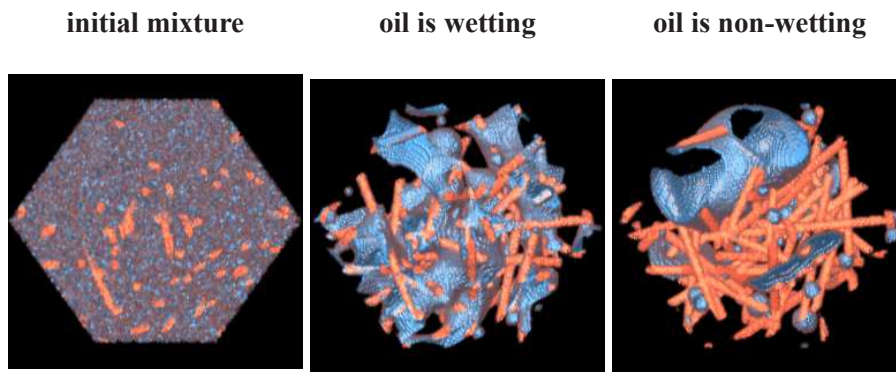 initial mixture
oil is wetting
oil is non-wetting